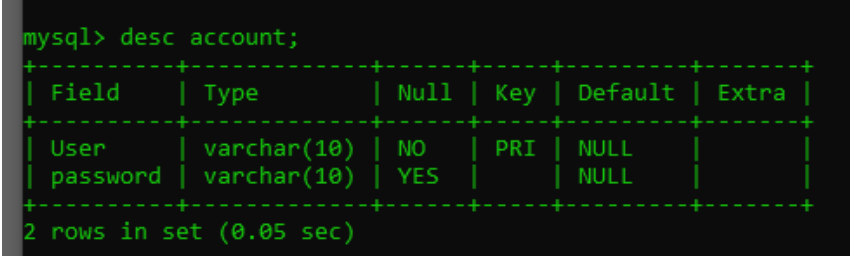 mysql> desc account;
+----------+-------------+------+-----+---------+-------+
| Field    | Type        | Null | Key | Default | Extra |
+----------+-------------+------+-----+---------+-------+
| User     | varchar(10) | NO   | PRI | NULL    |       |
| password | varchar(10) | YES  |     | NULL    |       |
+----------+-------------+------+-----+---------+-------+
2 rows in set (0.05 sec)